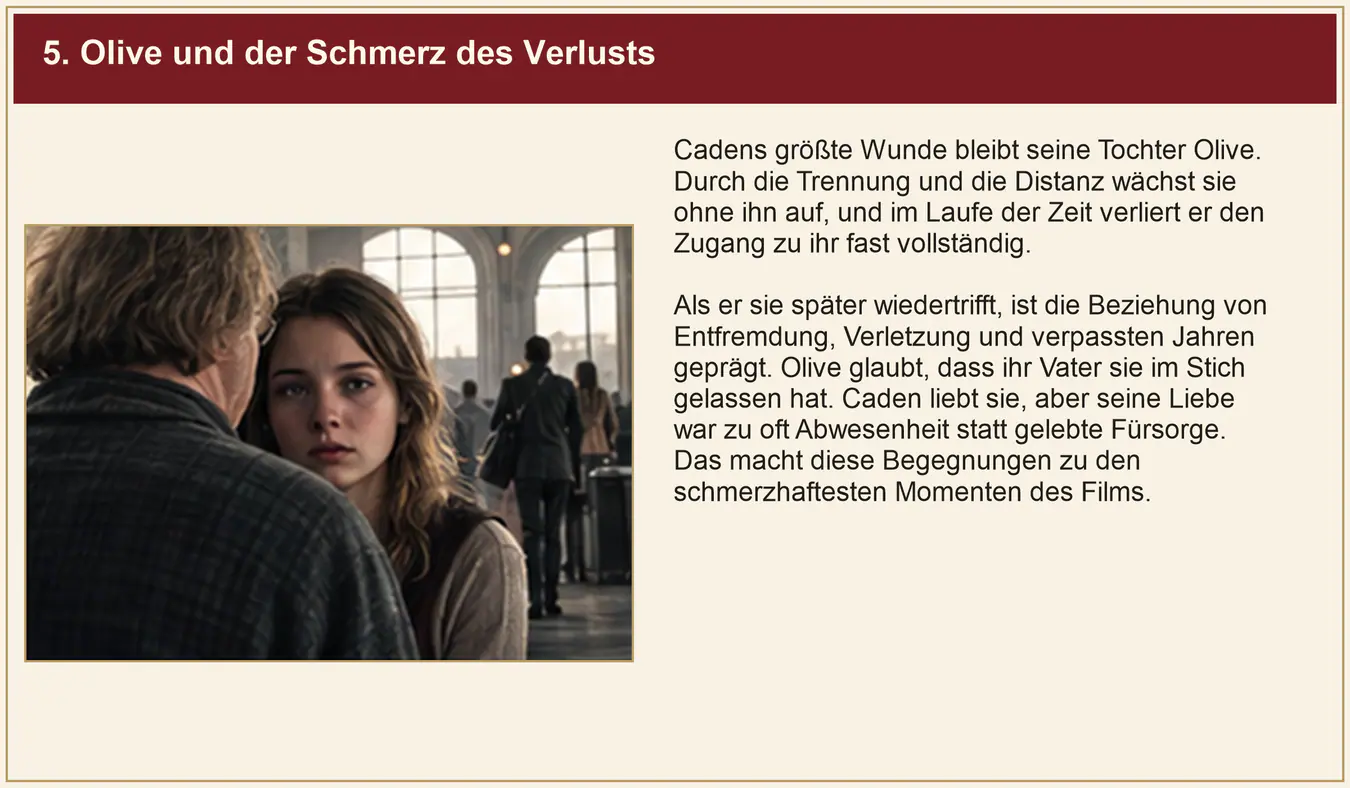 5. Olive und der Schmerz des Verlusts
Cadens größte Wunde bleibt seine Tochter Olive.
Durch die Trennung und die Distanz wächst sie
ohne ihn auf, und im Laufe der Zeit verliert er den
Zugang zu ihr fast vollständig.
Als er sie später wiedertrifft, ist die Beziehung von
Entfremdung, Verletzung und verpassten Jahren
geprägt. Olive glaubt, dass ihr Vater sie im Stich
gelassen hat. Caden liebt sie, aber seine Liebe
war zu oft Abwesenheit statt gelebte Fürsorge.
Das macht diese Begegnungen zu den
schmerzhaftesten Momenten des Films.